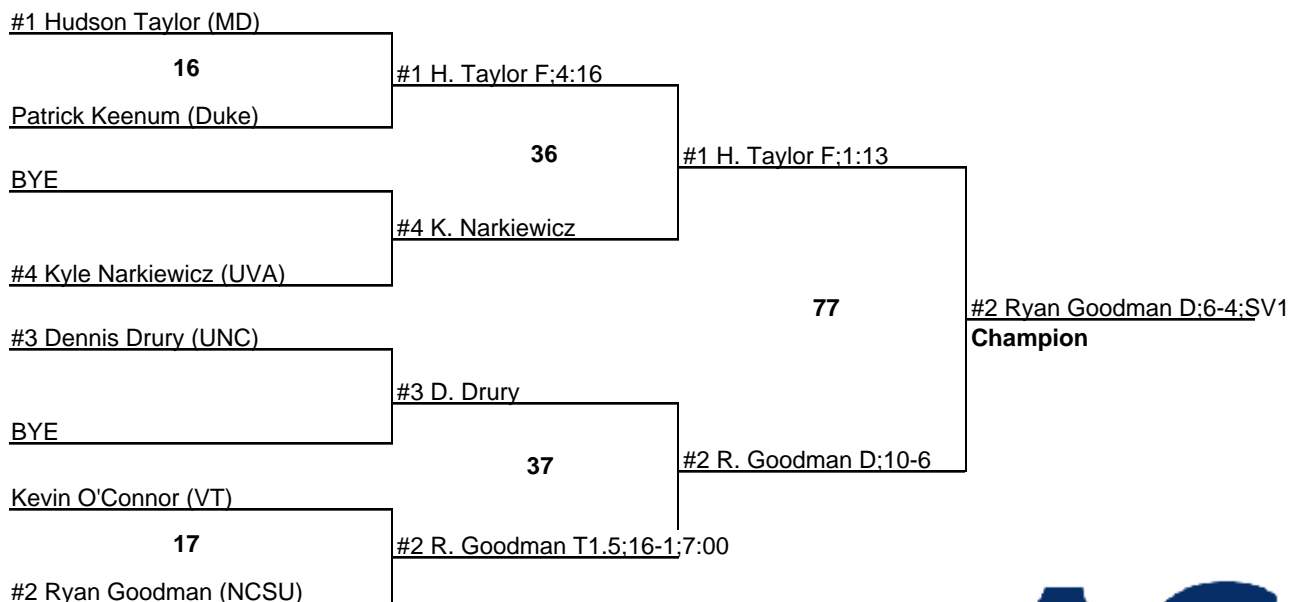 #1 Hudson Taylor (MD)
16
#1 H. Taylor F;4:16
Patrick Keenum (Duke)
36
#1 H. Taylor F;1:13
BYE
#4 K. Narkiewicz
#4 Kyle Narkiewicz (UVA)
77
#2 Ryan Goodman D;6-4;SV1
#3 Dennis Drury (UNC)
Champion
#3 D. Drury
BYE
37
#2 R. Goodman D;10-6
Kevin O'Connor (VT)
17
#2 R. Goodman T1.5;16-1;7:00
#2 Ryan Goodman (NCSU)